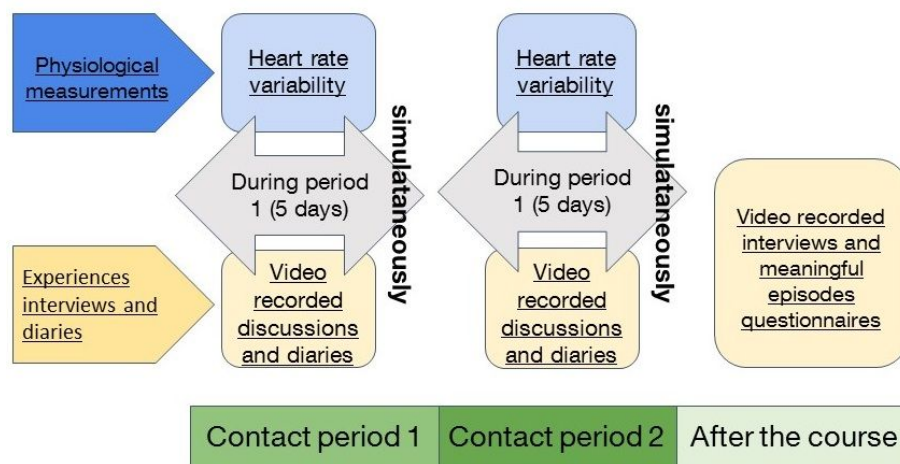 Physiological
measurements
Heart rate
variability
Heart rate
variability
simulataneously
simulataneously
During period
1 (5 days)
During period
1 (5 days)
Experiences
interviews and
diaries
Video
recorded
discussions
and diaries
Video
recorded
discussions
and diaries
Video recorded
interviews and
meaningful
episodes
questionnaires
Contact period 1
Contact period 2
After the course